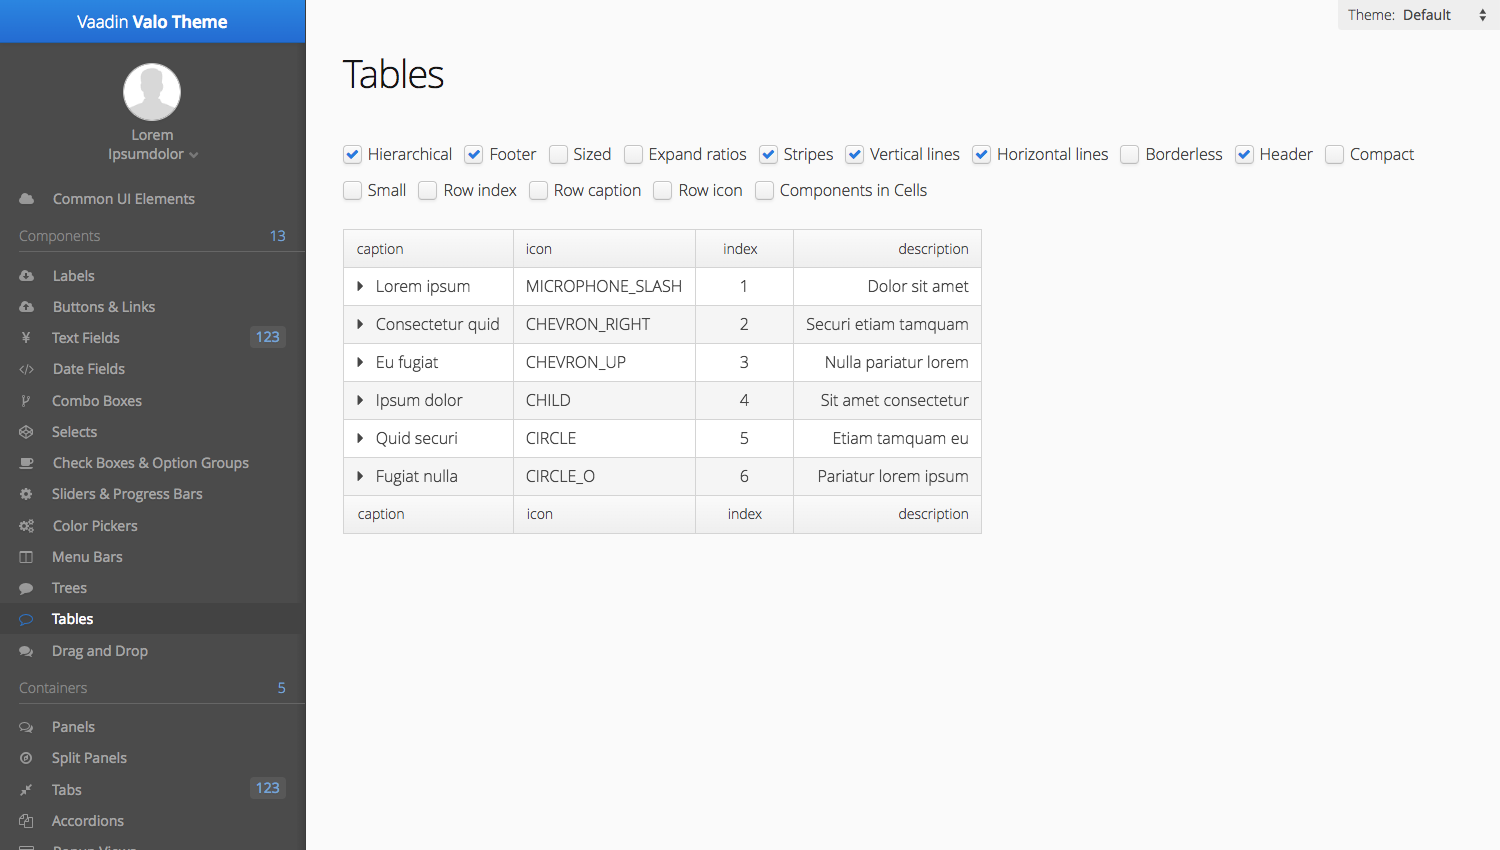 Vaadin Valo Theme
Lorem
Ipsumdolor
Common UI Elements
Components 13
Labels
Buttons & Links
Text Fields 123
Date Fields
Combo Boxes
Selects
Check Boxes & Option Groups
Sliders & Progress Bars
Color Pickers
Menu Bars
Trees
Tables
Drag and Drop
Containers 5
Panels
Split Panels
Tabs 123
Accordions
Popup Views
Theme: Default
Tables
Hierarchical Footer Sized Expand ratios Stripes Vertical lines Horizontal lines Borderless Header Compact
Small Row index Row caption Row icon Components in Cells
caption icon index description
Lorem ipsum MICROPHONE_SLASH 1 Dolor sit amet
Consectetur quid CHEVRON_RIGHT 2 Securi etiam tamquam
Eu fugiat CHEVRON_UP 3 Nulla pariatur lorem
Ipsum dolor CHILD 4 Sit amet consectetur
Quid securi CIRCLE 5 Etiam tamquam eu
Fugiat nulla CIRCLE_O 6 Pariatur lorem ipsum
caption icon index description